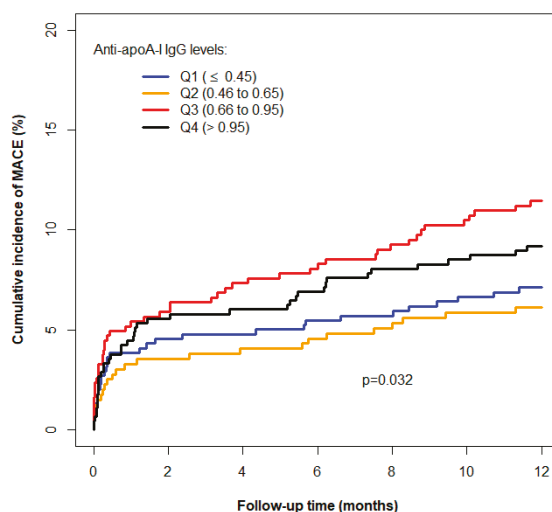 Anti-apoA-I IgG levels:
Q1 ( ≤ 0.45)
Q2 (0.46 to 0.65)
Q3 (0.66 to 0.95)
Q4 (> 0.95)
Cumulative incidence of MACE (%)
20
15
10
5
0
p=0.032
0 2 4 6 8 10 12
Follow-up time (months)